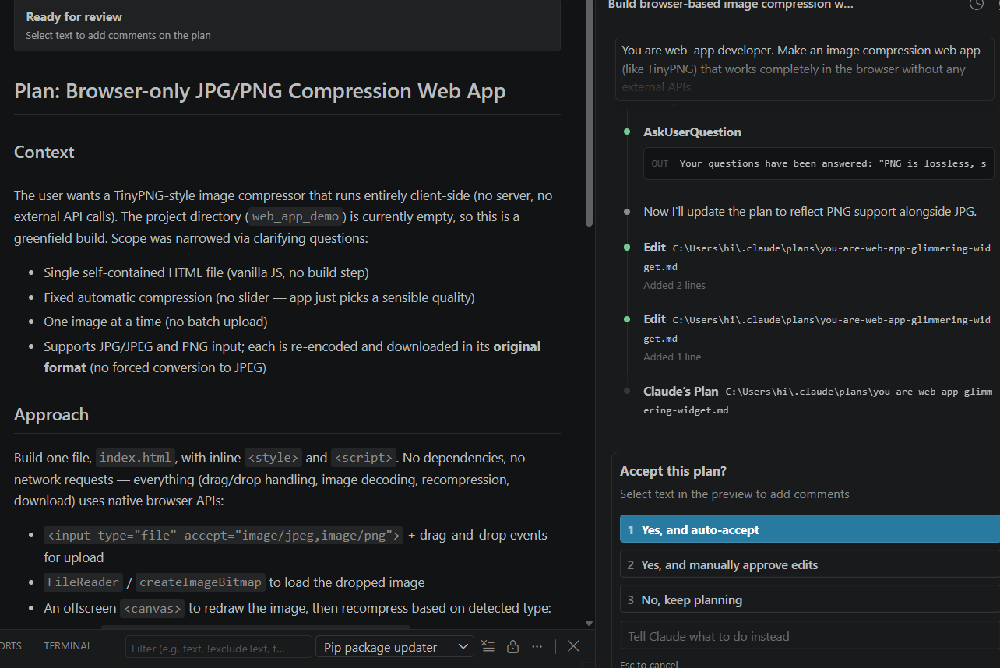 Ready for review
Select text to add comments on the plan
Plan: Browser-only JPG/PNG Compression Web App
Context
The user wants a TinyPNG-style image compressor that runs entirely client-side (no server, no
external API calls). The project directory ( web_app_demo ) is currently empty, so this is a
greenfield build. Scope was narrowed via clarifying questions:
• Single self-contained HTML file (vanilla JS, no build step)
• Fixed automatic compression (no slider — app just picks a sensible quality)
• One image at a time (no batch upload)
• Supports JPG/JPEG and PNG input; each is re-encoded and downloaded in its original
format (no forced conversion to JPEG)
Approach
Build one file, index.html, with inline <style> and <script>. No dependencies, no
network requests — everything (drag/drop handling, image decoding, recompression,
download) uses native browser APIs:
• <input type="file" accept="image/jpeg,image/png"> + drag-and-drop events
for upload
• FileReader / createImageBitmap to load the dropped image
• An offscreen <canvas> to redraw the image, then recompress based on detected type:
ORTS TERMINAL Filter (e.g. text, !excludeText, t... Pip package updater
Build browser-based image compression w...
You are web app developer. Make an image compression web app
(like TinyPNG) that works completely in the browser without any
external APIs.
AskUserQuestion
OUT Your questions have been answered: "PNG is lossless, s
Now I'll update the plan to reflect PNG support alongside JPG.
Edit C:\Users\hi\.claude\plans\you-are-web-app-glimmering-wid
get.md
Added 2 lines
Edit C:\Users\hi\.claude\plans\you-are-web-app-glimmering-wid
get.md
Added 1 line
Claude's Plan C:\Users\hi\.claude\plans\you-are-web-app-glimm
ering-widget.md
Accept this plan?
Select text in the preview to add comments
1 Yes, and auto-accept
2 Yes, and manually approve edits
3 No, keep planning
Tell Claude what to do instead
Esc to cancel